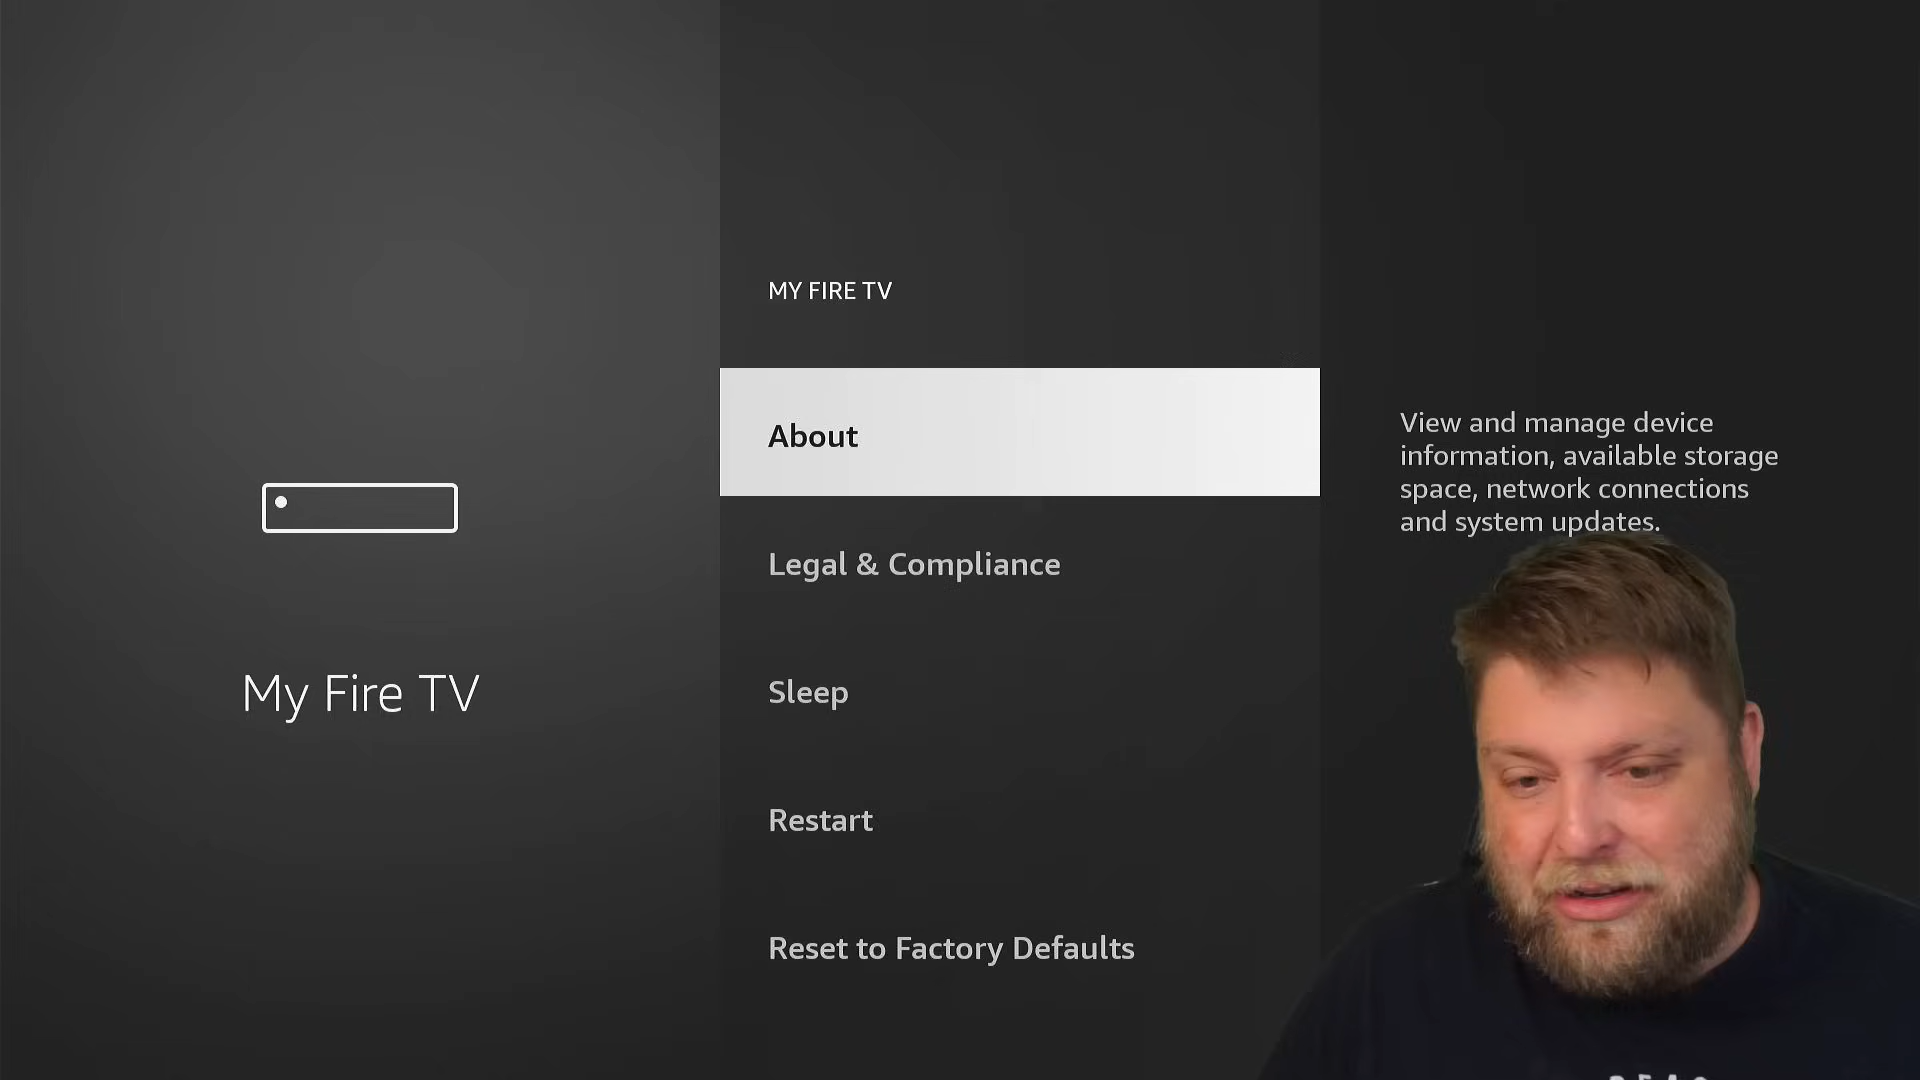 MY FIRE TV
About
Legal & Compliance
Sleep
Restart
Reset to Factory Defaults
My Fire TV
View and manage device
information, available storage
space, network connections
and system updates.